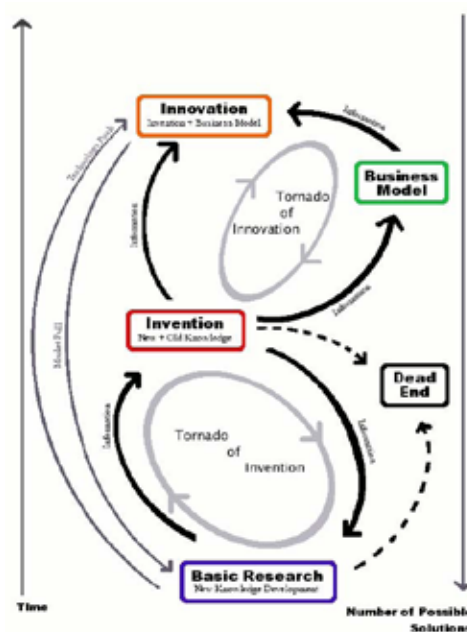 Innovation
Invention + Business Model
Information
Technology Push
Business
Model
Tornado
of
Innovation
Information
Information
Invention
New + Old Knowledge
Market Pull
Dead
End
Information
Tornado
of
Invention
Information
Basic Research
New Knowledge Development
Time
Number of Possible
Solutions